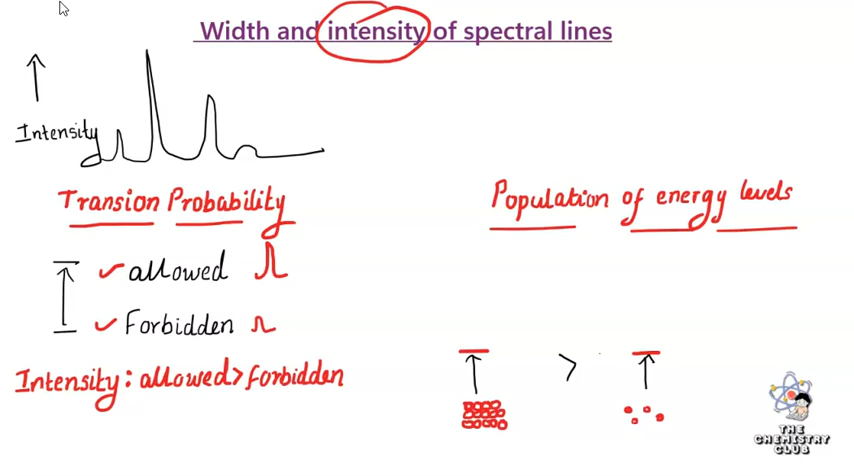 Width and intensity of spectral lines
Intensity
Transion Probability
Population of energy levels
allowed
Forbidden
>
Intensity: allowed>forbidden
THE
CHEMISTRY
CLUB